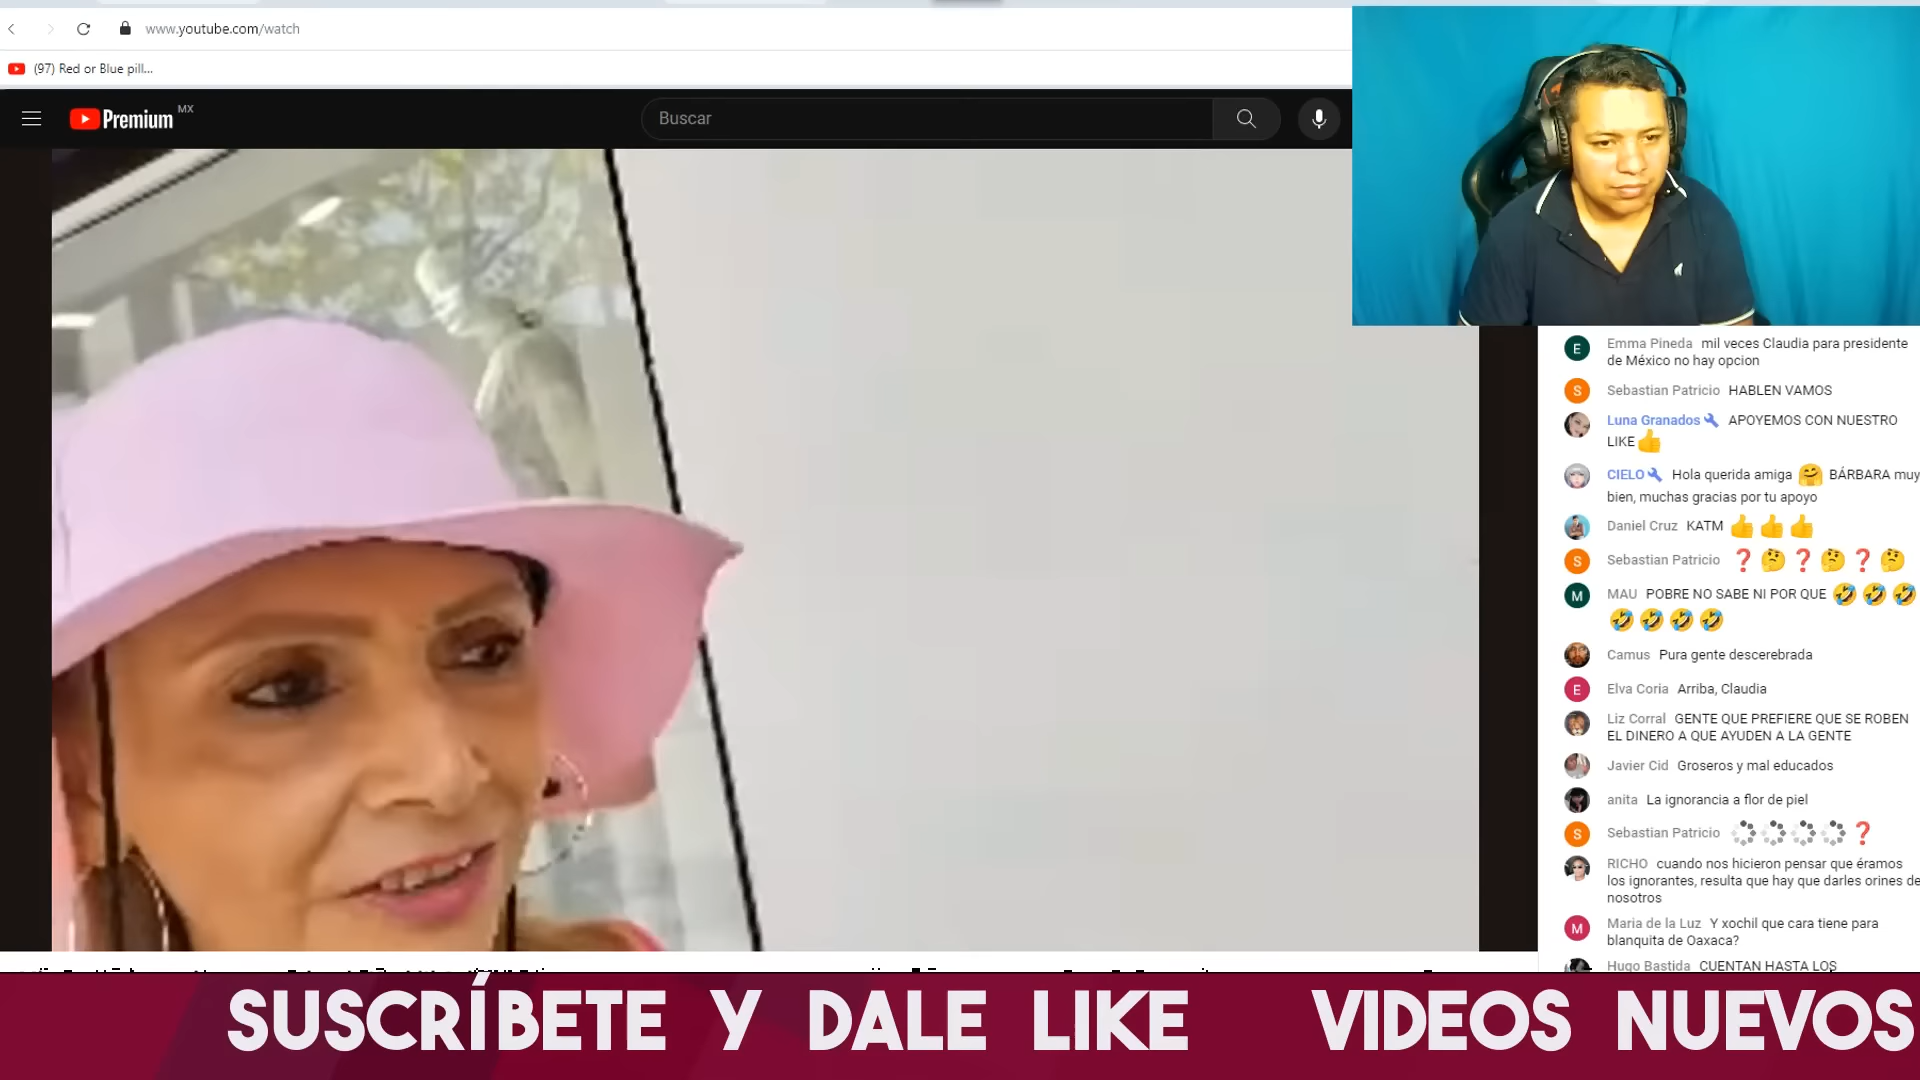 www.youtube.com/watch
(97) Red or Blue pill...
Premium MX
Buscar
E Emma Pineda mil veces Claudia para presidente
de México no hay opcion
S Sebastian Patricio HABLEN VAMOS
Luna Granados APOYEMOS CON NUESTRO
LIKE👍
CIELO Hola querida amiga 🤗 BÁRBARA muy
bien, muchas gracias por tu apoyo
Daniel Cruz KATM 👍👍👍
S Sebastian Patricio ❓🤔❓🤔❓🤔
M MAU POBRE NO SABE NI POR QUE 🤣🤣🤣
🤣🤣🤣🤣
Camus Pura gente descerebrada
E Elva Coria Arriba, Claudia
Liz Corral GENTE QUE PREFIERE QUE SE ROBEN
EL DINERO A QUE AYUDEN A LA GENTE
Javier Cid Groseros y mal educados
anita La ignorancia a flor de piel
S Sebastian Patricio ❓
RICHO cuando nos hicieron pensar que éramos
los ignorantes, resulta que hay que darles orines de
nosotros
M Maria de la Luz Y xochil que cara tiene para
blanquita de Oaxaca?
Hugo Bastida CUENTAN HASTA LOS
SUSCRÍBETE Y DALE LIKE VIDEOS NUEVOS